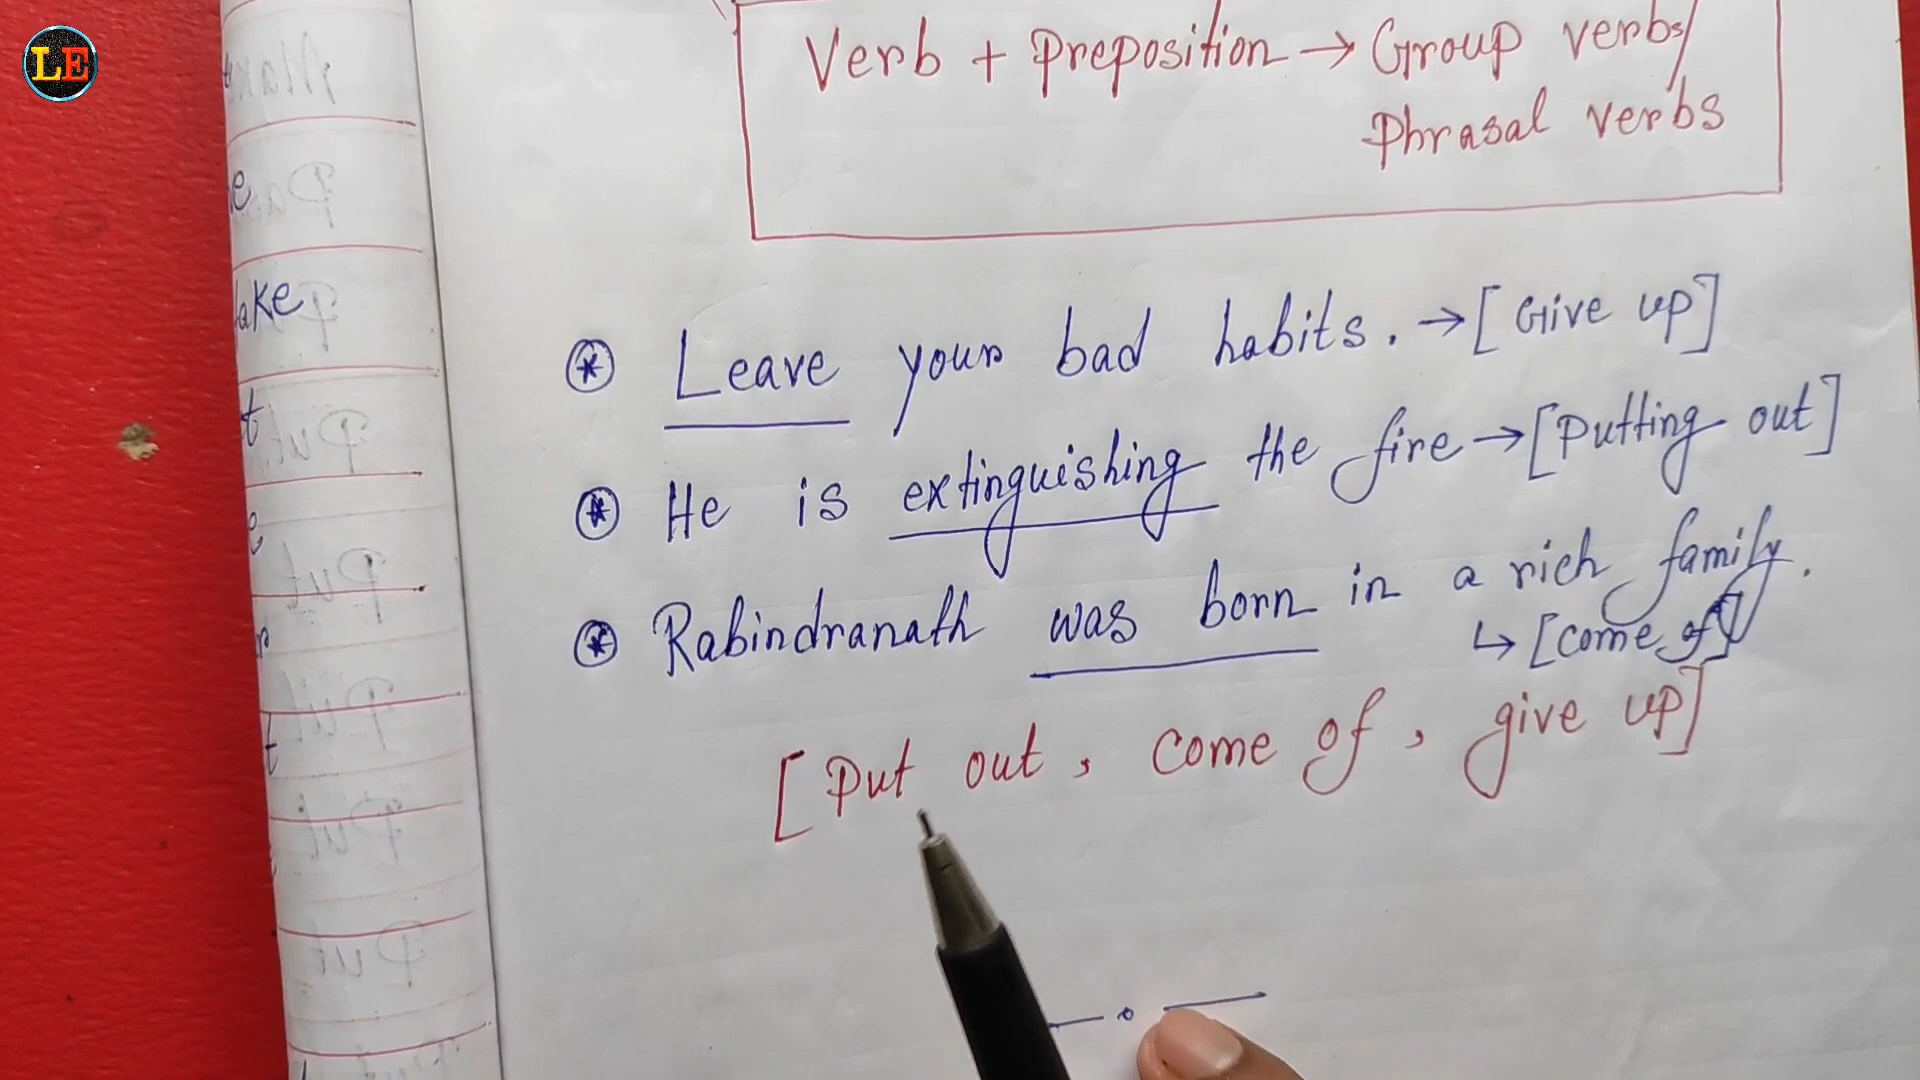 LE
Verb + Preposition → Group verbs/
Phrasal verbs
Leave your bad habits. → [Give up]
He is extinguishing the fire → [Putting out]
Rabindranath was born in a rich family.
↳ [come of]
[Put out, come of, give up]